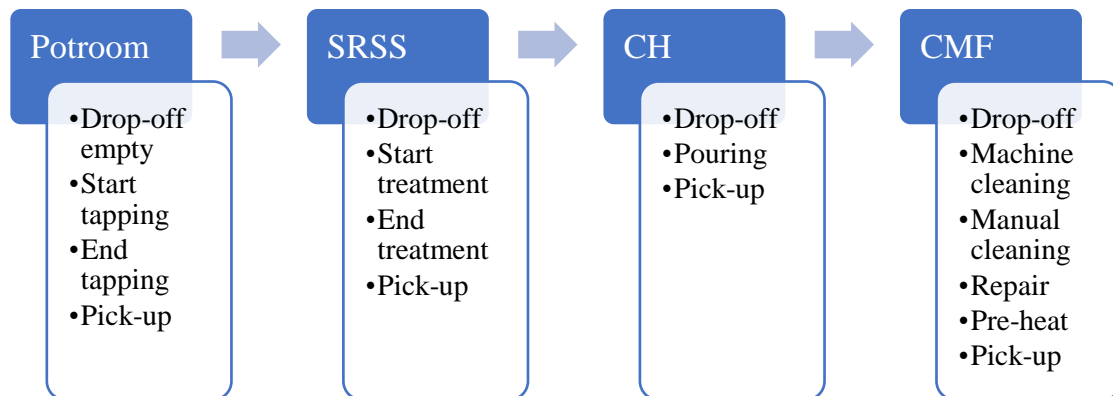 Potroom
•Drop-off
empty
•Start
tapping
•End
tapping
•Pick-up
SRSS
•Drop-off
•Start
treatment
•End
treatment
•Pick-up
CH
•Drop-off
•Pouring
•Pick-up
CMF
•Drop-off
•Machine
cleaning
•Manual
cleaning
•Repair
•Pre-heat
•Pick-up